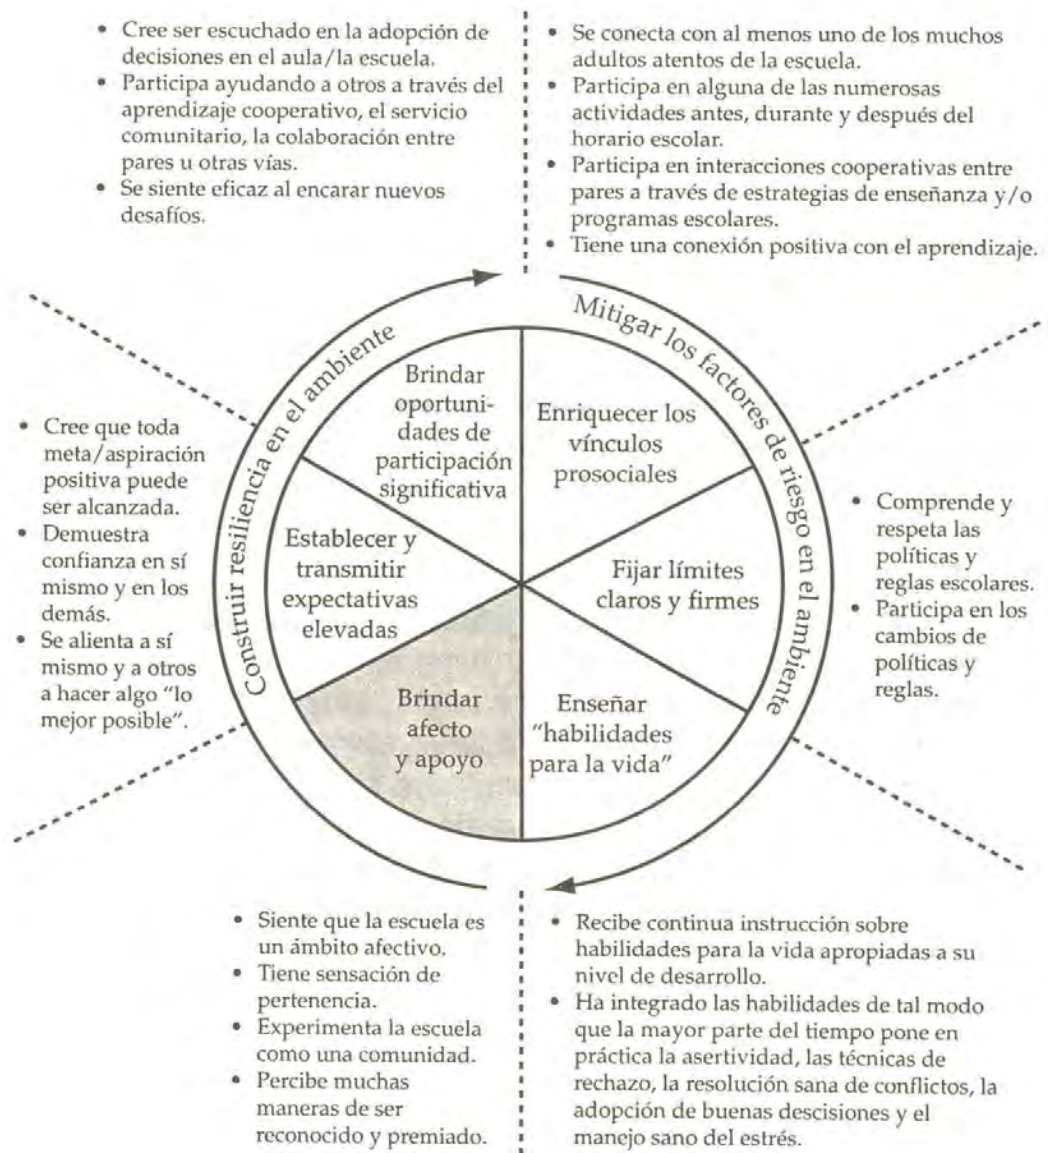 • Cree ser escuchado en la adopción de
decisiones en el aula/la escuela.
• Participa ayudando a otros a través del
aprendizaje cooperativo, el servicio
comunitario, la colaboración entre
pares u otras vías.
• Se siente eficaz al encarar nuevos
desafíos.
• Se conecta con al menos uno de los muchos
adultos atentos de la escuela.
• Participa en alguna de las numerosas
actividades antes, durante y después del
horario escolar.
• Participa en interacciones cooperativas entre
pares a través de estrategias de enseñanza y/o
programas escolares.
• Tiene una conexión positiva con el aprendizaje.
Construir resiliencia en el ambiente
Mitigar los factores de riesgo en el ambiente
Brindar
oportuni-
dades de
participación
significativa
Enriquecer los
vínculos
prosociales
• Cree que toda
meta/aspiración
positiva puede
ser alcanzada.
• Demuestra
confianza en sí
mismo y en los
demás.
• Se alienta a sí
mismo y a otros
a hacer algo "lo
mejor posible".
Establecer y
transmitir
expectativas
elevadas
Fijar límites
claros y firmes
• Comprende y
respeta las
políticas y
reglas escolares.
• Participa en los
cambios de
políticas y
reglas.
Brindar
afecto
y apoyo
Enseñar
"habilidades
para la vida"
• Siente que la escuela es
un ámbito afectivo.
• Tiene sensación de
pertenencia.
• Experimenta la escuela
como una comunidad.
• Percibe muchas
maneras de ser
reconocido y premiado.
• Recibe continua instrucción sobre
habilidades para la vida apropiadas a su
nivel de desarrollo.
• Ha integrado las habilidades de tal modo
que la mayor parte del tiempo pone en
práctica la asertividad, las técnicas de
rechazo, la resolución sana de conflictos, la
adopción de buenas descisiones y el
manejo sano del estrés.